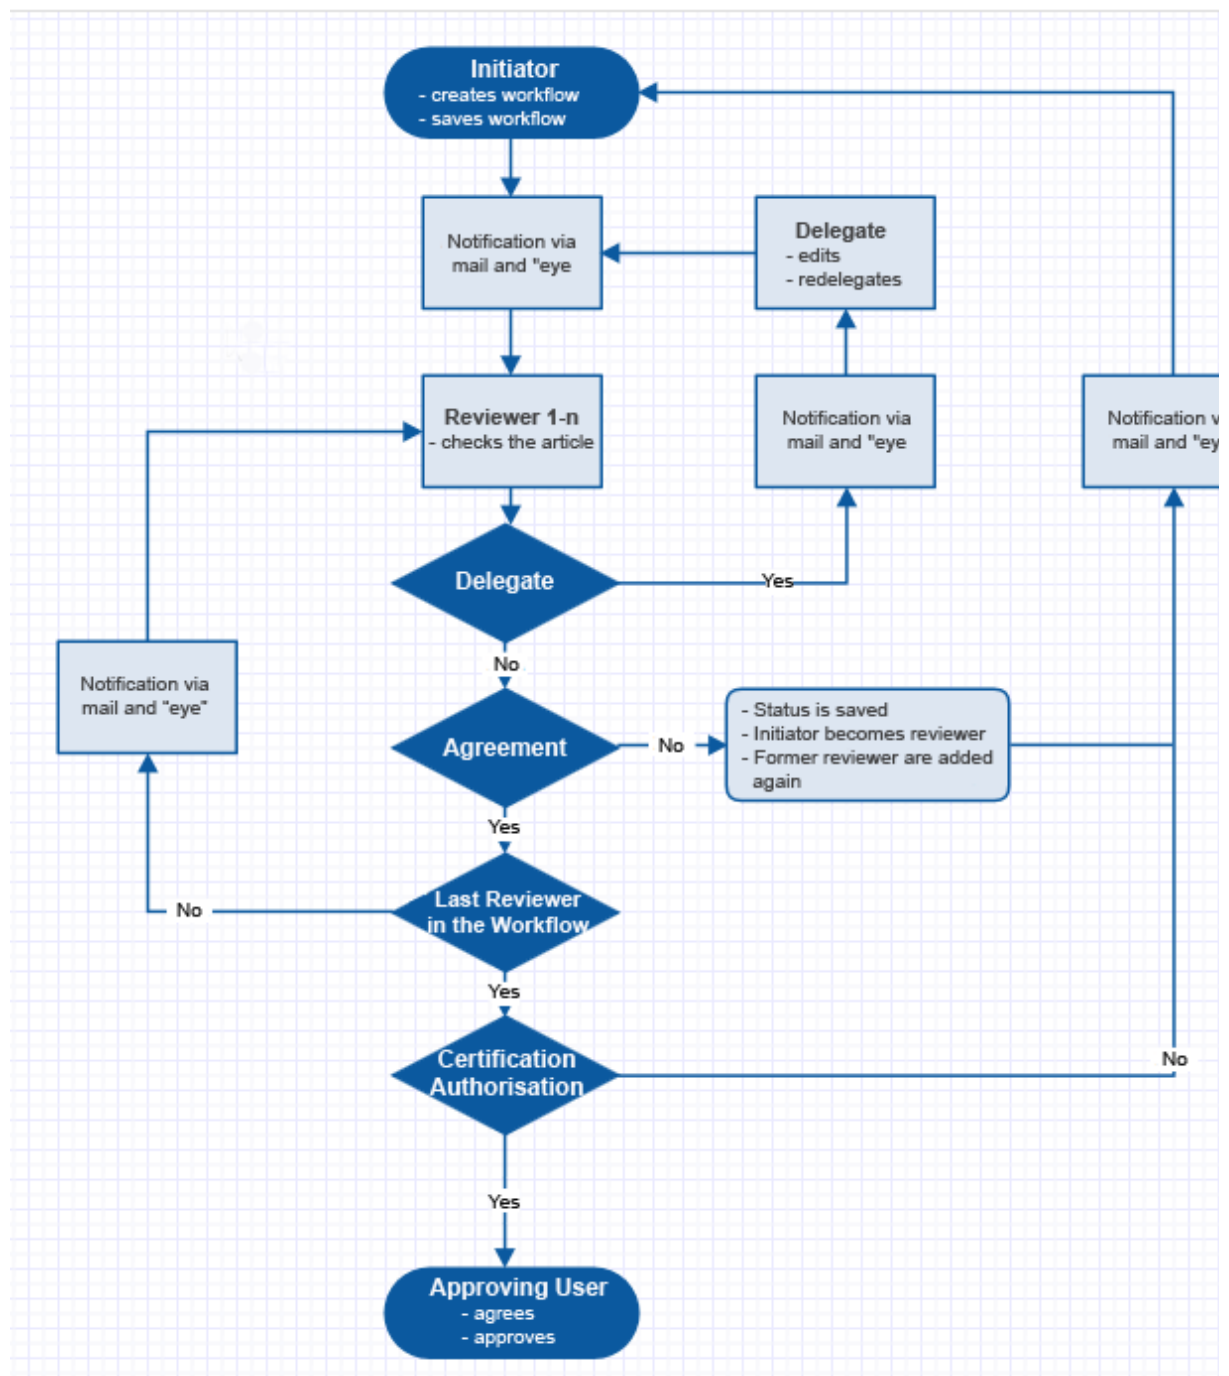 Initiator
- creates workflow
- saves workflow
Notification via
mail and "eye
Delegate
- edits
- redelegates
Reviewer 1-n
- checks the article
Notification via
mail and "eye
Notification
mail and
Delegate
Yes
No
Notification via
mail and "eye"
Agreement
No
- Status is saved
- Initiator becomes reviewer
- Former reviewer are added
again
Yes
Last Reviewer
in the Workflow
No
Yes
Certification
Authorisation
No
Yes
Approving User
- agrees
- approves